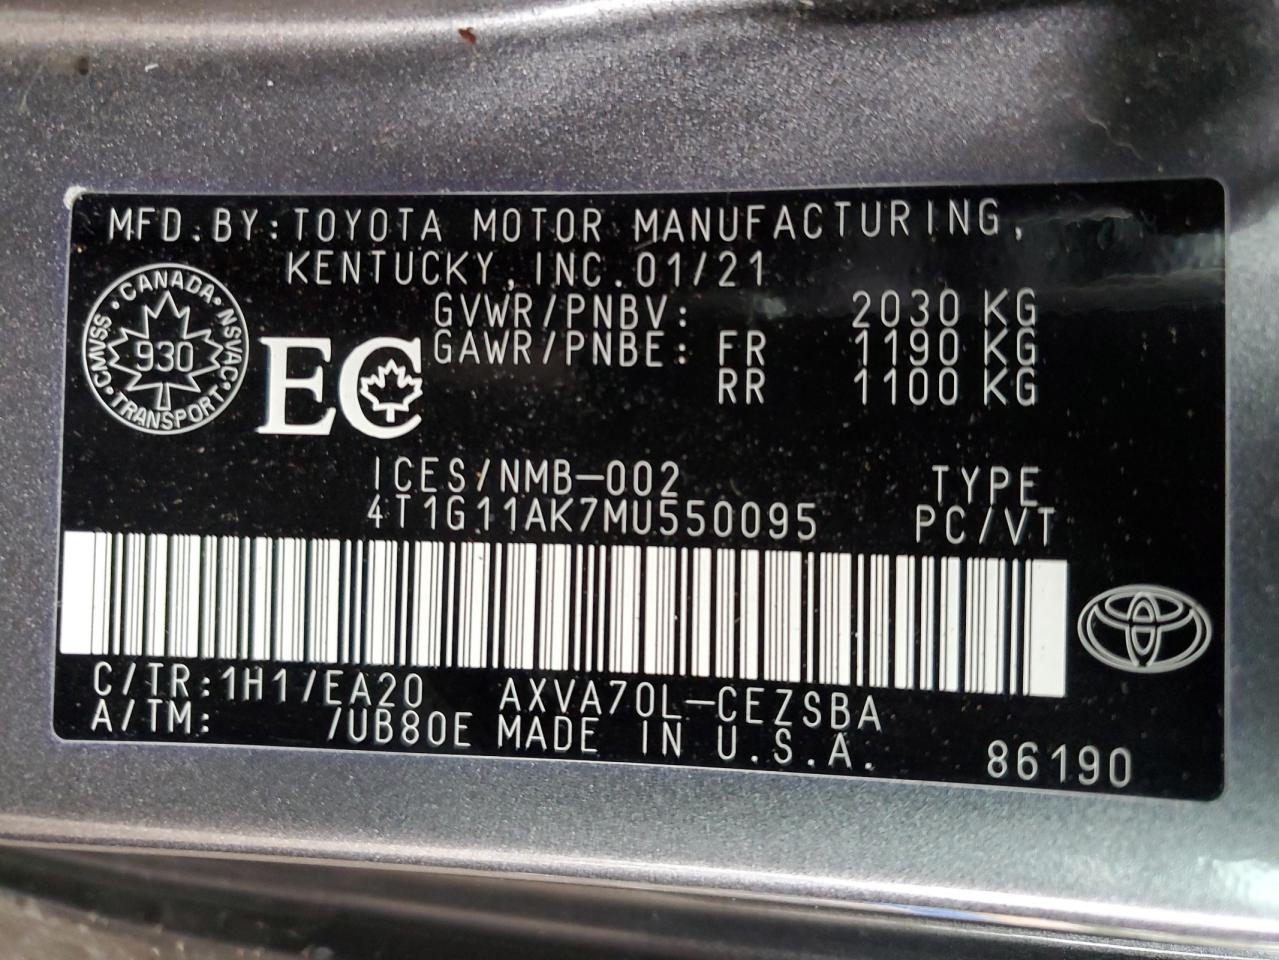 MFD. BY: TOYOTA MOTOR MANUFACTURING,
KENTUCKY, INC. 01/21
GVWR/PNBV: 2030 KG
GAWR/PNBE: FR 1190 KG
RR 1100 KG
CANADA · NSVAC · TRANSPORT · CMVSS ·
930
EC
ICES/NMB-002 TYPE
4T1G11AK7MU550095 PC/VT
C/TR: 1H1/EA20 AXVA70L-CEZSBA
A/TM: /UB80E MADE IN U.S.A. 86190